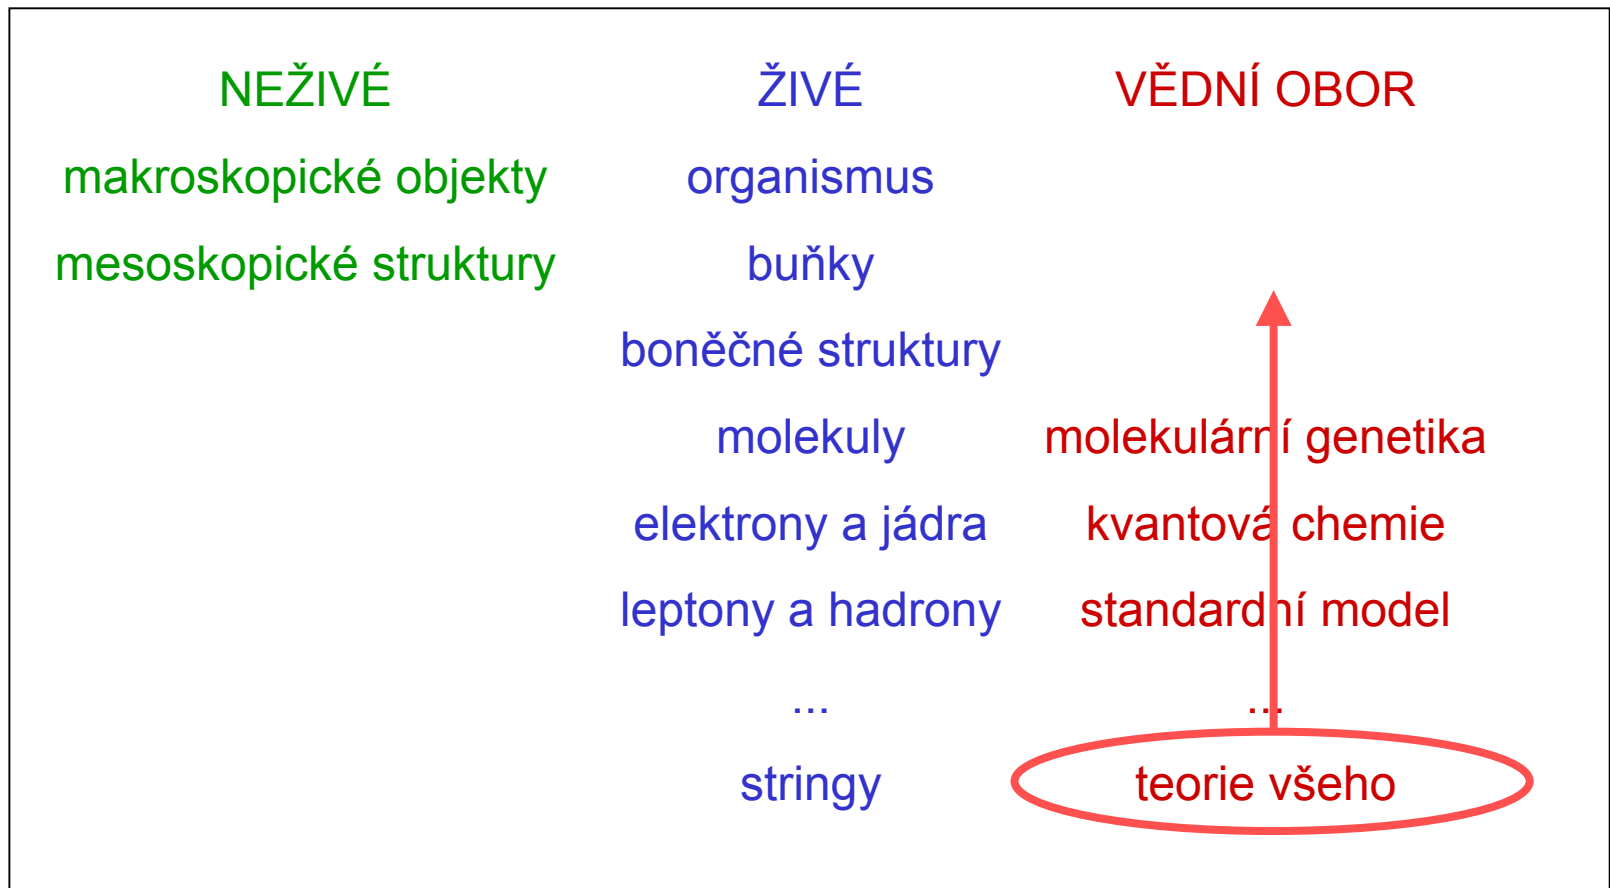 NEŽIVÉ ŽIVÉ VĚDNÍ OBOR
makroskopické objekty organismus
mesoskopické struktury buňky
boněčné struktury
molekuly molekulární genetika
elektrony a jádra kvantová chemie
leptony a hadrony standardní model
... ...
stringy teorie všeho